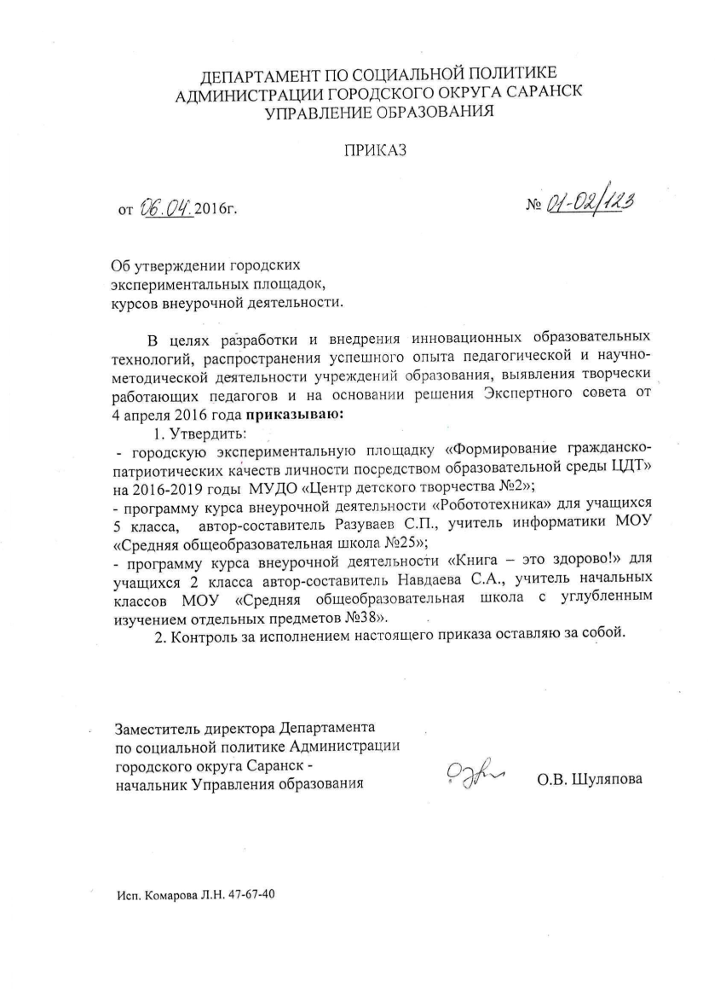 ДЕПАРТАМЕНТ ПО СОЦИАЛЬНОЙ ПОЛИТИКЕ
АДМИНИСТРАЦИИ ГОРОДСКОГО ОКРУГА САРАНСК
УПРАВЛЕНИЕ ОБРАЗОВАНИЯ
ПРИКАЗ
от 06.04.2016г. № 01-02/123
Об утверждении городских
экспериментальных площадок,
курсов внеурочной деятельности.
В целях разработки и внедрения инновационных образовательных
технологий, распространения успешного опыта педагогической и научно-
методической деятельности учреждений образования, выявления творчески
работающих педагогов и на основании решения Экспертного совета от
4 апреля 2016 года приказываю:
1. Утвердить:
- городскую экспериментальную площадку «Формирование гражданско-
патриотических качеств личности посредством образовательной среды ЦДТ»
на 2016-2019 годы МУДО «Центр детского творчества №2»;
- программу курса внеурочной деятельности «Робототехника» для учащихся
5 класса, автор-составитель Разуваев С.П., учитель информатики МОУ
«Средняя общеобразовательная школа №25»;
- программу курса внеурочной деятельности «Книга – это здорово!» для
учащихся 2 класса автор-составитель Навдаева С.А., учитель начальных
классов МОУ «Средняя общеобразовательная школа с углубленным
изучением отдельных предметов №38».
2. Контроль за исполнением настоящего приказа оставляю за собой.
Заместитель директора Департамента
по социальной политике Администрации
городского округа Саранск -
начальник Управления образования О.В. Шуляпова
Исп. Комарова Л.Н. 47-67-40